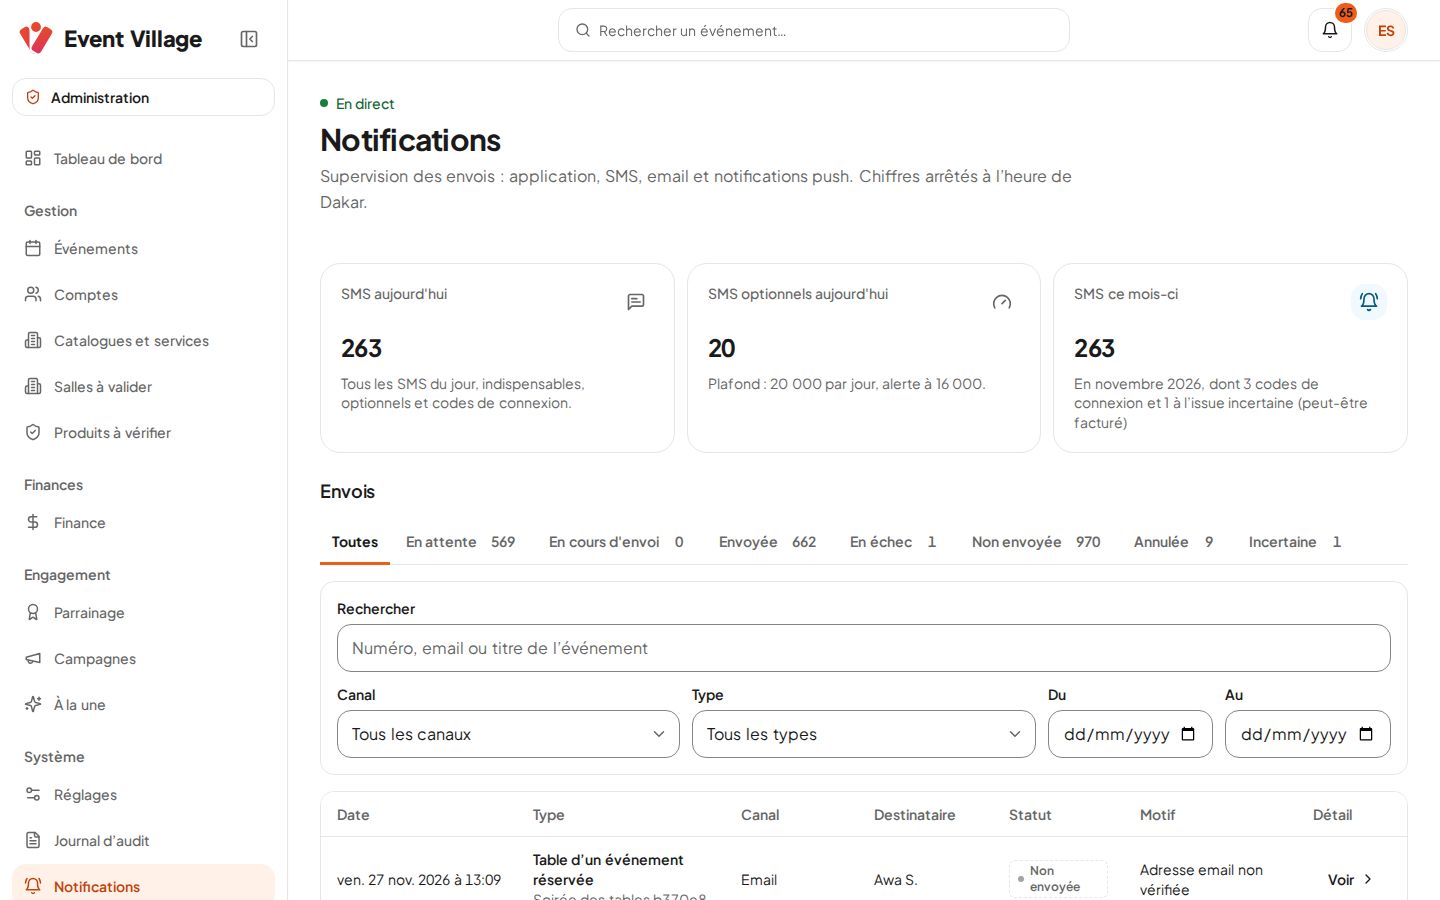 Event Village
Rechercher un événement...
65
ES
Administration
Tableau de bord
Gestion
Événements
Comptes
Catalogues et services
Salles à valider
Produits à vérifier
Finances
Finance
Engagement
Parrainage
Campagnes
À la une
Système
Réglages
Journal d’audit
Notifications
En direct
Notifications
Supervision des envois : application, SMS, email et notifications push. Chiffres arrêtés à l’heure de
Dakar.
SMS aujourd'hui
263
Tous les SMS du jour, indispensables,
optionnels et codes de connexion.
SMS optionnels aujourd'hui
20
Plafond : 20 000 par jour, alerte à 16 000.
SMS ce mois-ci
263
En novembre 2026, dont 3 codes de
connexion et 1 à l’issue incertaine (peut-être
facturé)
Envois
Toutes En attente 569 En cours d'envoi 0 Envoyée 662 En échec 1 Non envoyée 970 Annulée 9 Incertaine 1
Rechercher
Numéro, email ou titre de l’événement
Canal Type Du Au
Tous les canaux Tous les types dd/mm/yyyy dd/mm/yyyy
Date Type Canal Destinataire Statut Motif Détail
ven. 27 nov. 2026 à 13:09
Table d’un événement
réservée
Email
Awa S.
Non
envoyée
Adresse email non
vérifiée
Voir